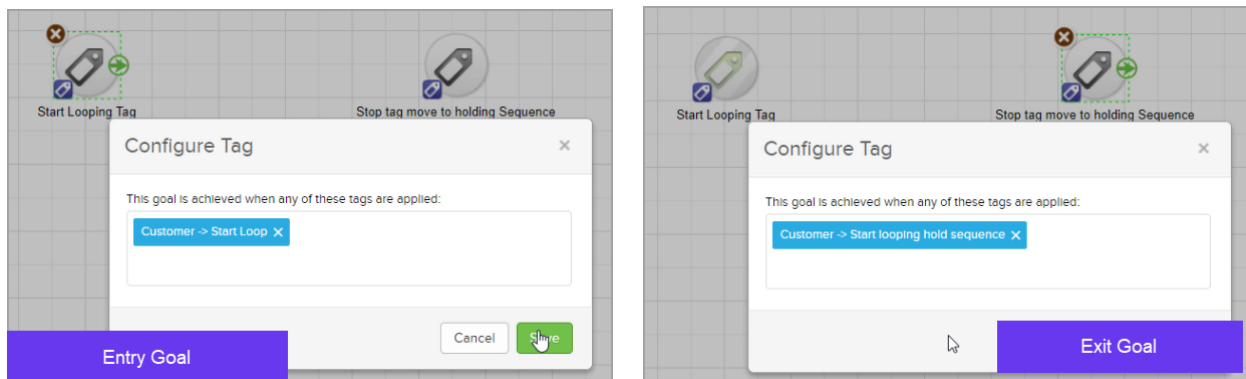 Start Looping Tag
Stop tag move to holding Sequence
Configure Tag
×
This goal is achieved when any of these tags are applied:
Customer -> Start Loop ×
Cancel
Save
Entry Goal
Start Looping Tag
Stop tag move to holding Sequence
Configure Tag
×
This goal is achieved when any of these tags are applied:
Customer -> Start looping hold sequence ×
Exit Goal